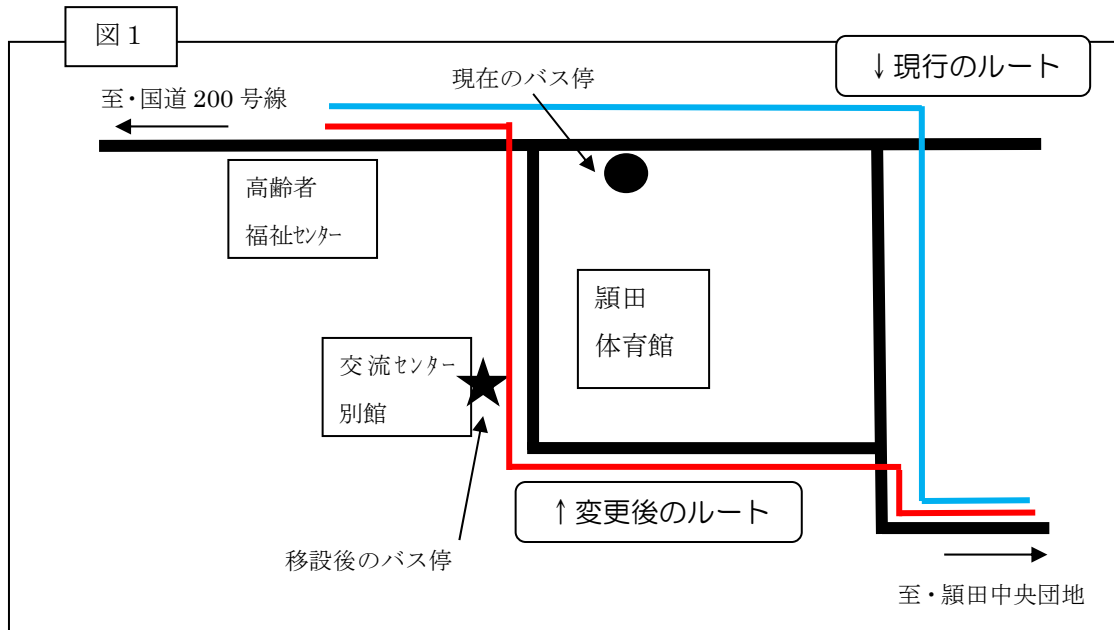 図１
↓現行のルート
現在のバス停
至・国道 200 号線
高齢者
福祉ｾﾝﾀｰ
頴田
体育館
交流ｾﾝﾀｰ
別館
↑変更後のルート
移設後のバス停
至・頴田中央団地